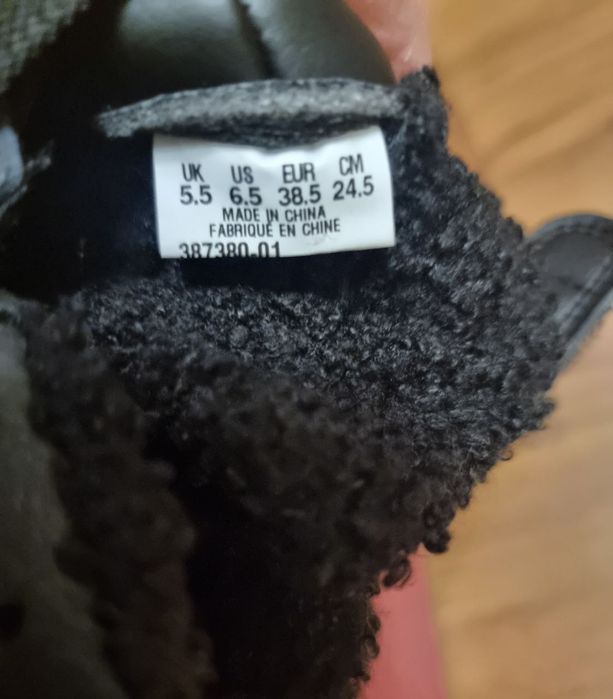 UK US EUR CM
5.5 6.5 38.5 24.5
MADE IN CHINA
FABRIQUÉ EN CHINE
387380-01